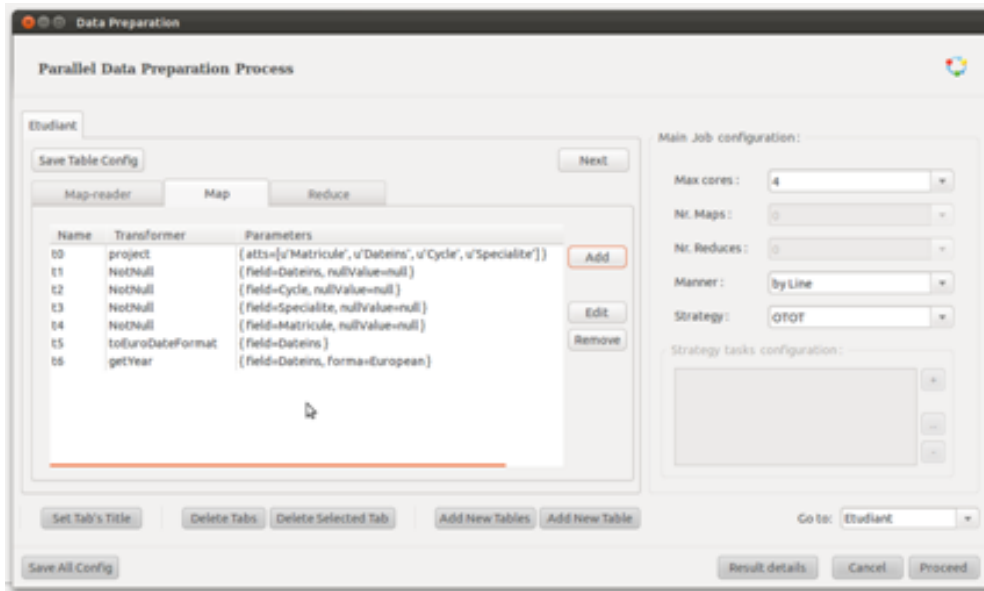 Data Preparation
Parallel Data Preparation Process
Etudiant
Save Table Config
Next
Map-reader Map Reduce
Name Transformer Parameters
t0 project {atts=[u'Matricule', u'Dateins', u'Cycle', u'Specialite']}
t1 NotNull {field=Dateins, nullValue=null}
t2 NotNull {field=Cycle, nullValue=null}
t3 NotNull {field=Specialite, nullValue=null}
t4 NotNull {field=Matricule, nullValue=null}
t5 toEuroDateFormat {field=Dateins}
t6 getYear {field=Dateins, forma=European}
Add
Edit
Remove
Main Job configuration:
Max cores: 4
Nr. Maps: 0
Nr. Reduces: 0
Manner: by Line
Strategy: OTOT
Strategy tasks configuration:
...
Set Tab's Title Delete Tabs Delete Selected Tab Add New Tables Add New Table Go to: Etudiant
Save All Config Result details Cancel Proceed